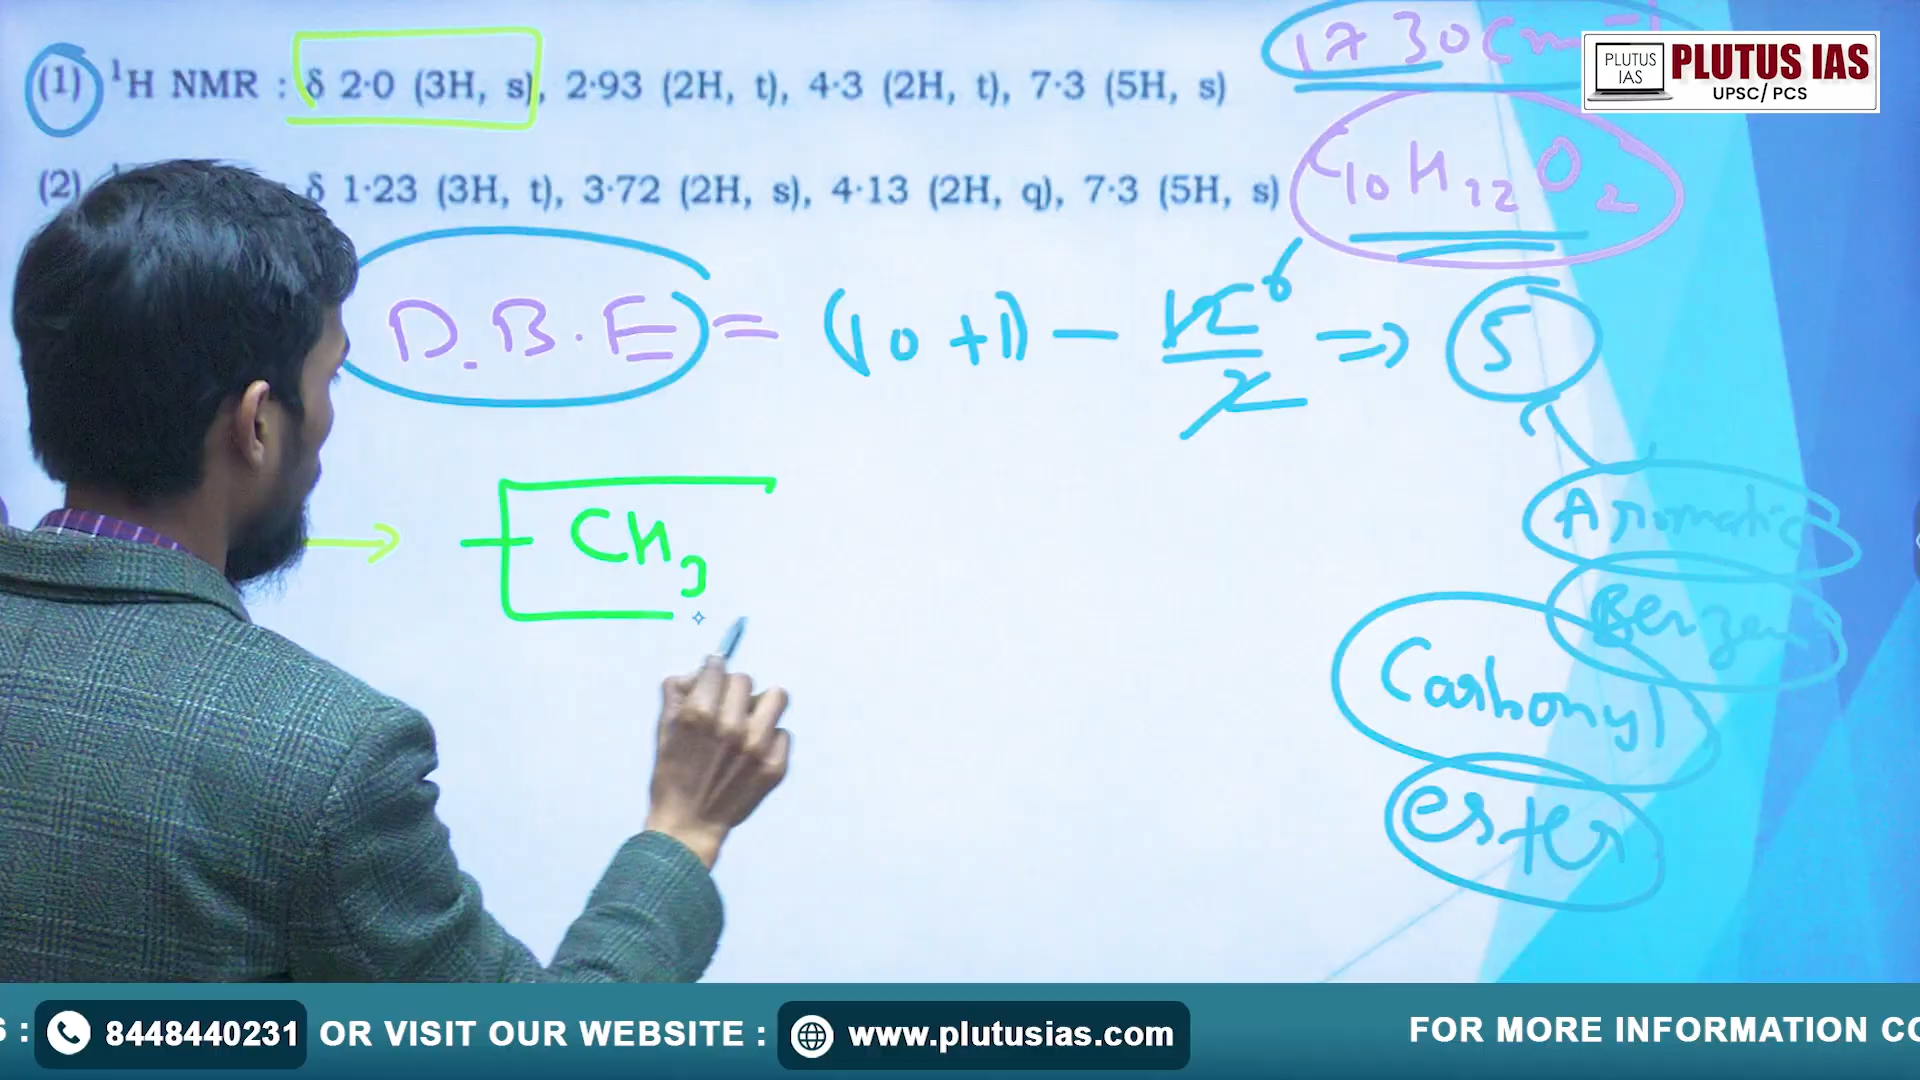 1730 Cm⁻¹
PLUTUS IAS
PLUTUS IAS
UPSC/ PCS
(1) ¹H NMR : δ 2·0 (3H, s), 2·93 (2H, t), 4·3 (2H, t), 7·3 (5H, s)
(2) δ 1·23 (3H, t), 3·72 (2H, s), 4·13 (2H, q), 7·3 (5H, s)
C₁₀H₁₂O₂
D.B.E = (10+1) - 12/2 6 ⇒ 5
CH₃
Aromatic
Carbonyl
ester
8448440231 OR VISIT OUR WEBSITE : www.plutusias.com FOR MORE INFORMATION